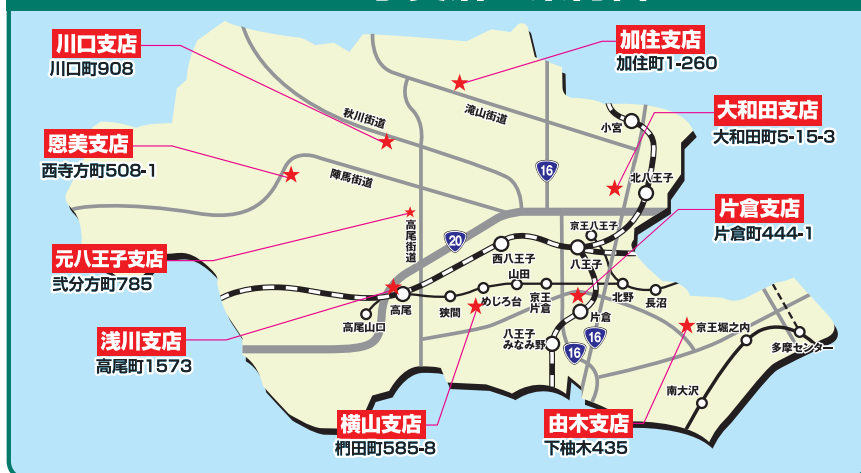 川口支店
川口町908
加住支店
加住町1-260
秋川街道
滝山街道
小宮
大和田支店
大和田町5-15-3
恩美支店
西寺方町508-1
陣馬街道
16
北八王子
高尾街道
20
京王八王子
片倉支店
片倉町444-1
元八王子支店
弐分方町785
西八王子
八王子
山田
めじろ台
京王片倉
北野
長沼
高尾
狭間
高尾山口
片倉
浅川支店
高尾町1573
八王子みなみ野
16
16
京王堀之内
多摩センター
南大沢
横山支店
椚田町585-8
由木支店
下柚木435